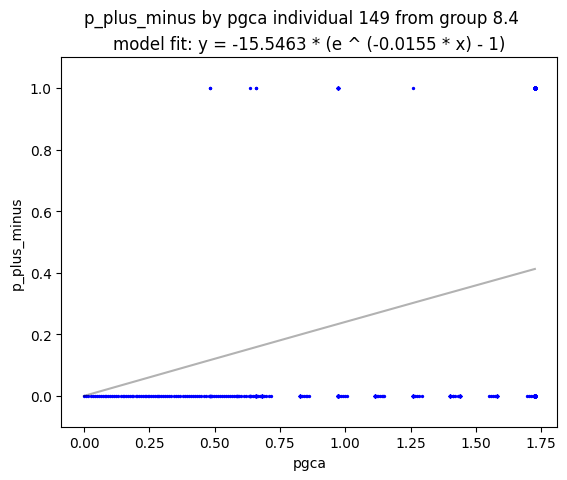 p_plus_minus by pgca individual 149 from group 8.4
model fit: y = -15.5463 * (e ^ (-0.0155 * x) - 1)
1.0
0.8
0.6
0.4
0.2
0.0
p_plus_minus
0.00 0.25 0.50 0.75 1.00 1.25 1.50 1.75
pgca